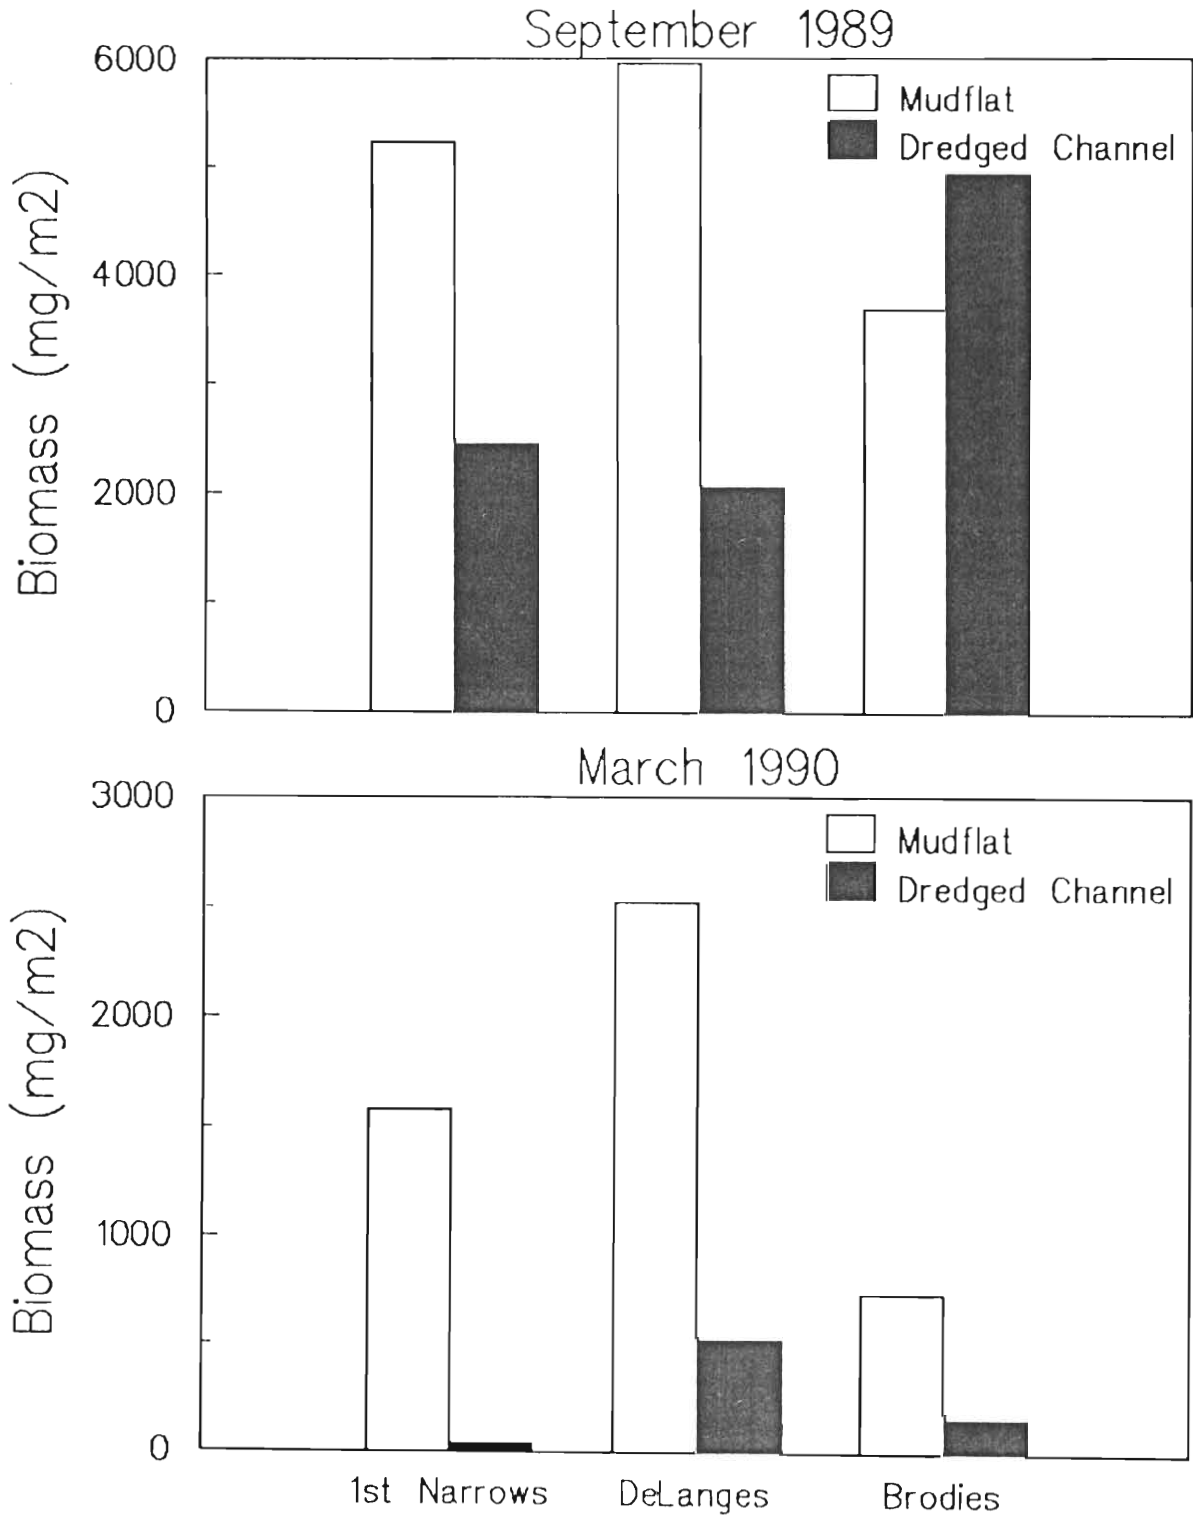 September 1989
6000
4000
2000
0
Biomass (mg/m2)
Mudflat
Dredged Channel
March 1990
3000
2000
1000
0
Biomass (mg/m2)
Mudflat
Dredged Channel
1st Narrows
DeLanges
Brodies